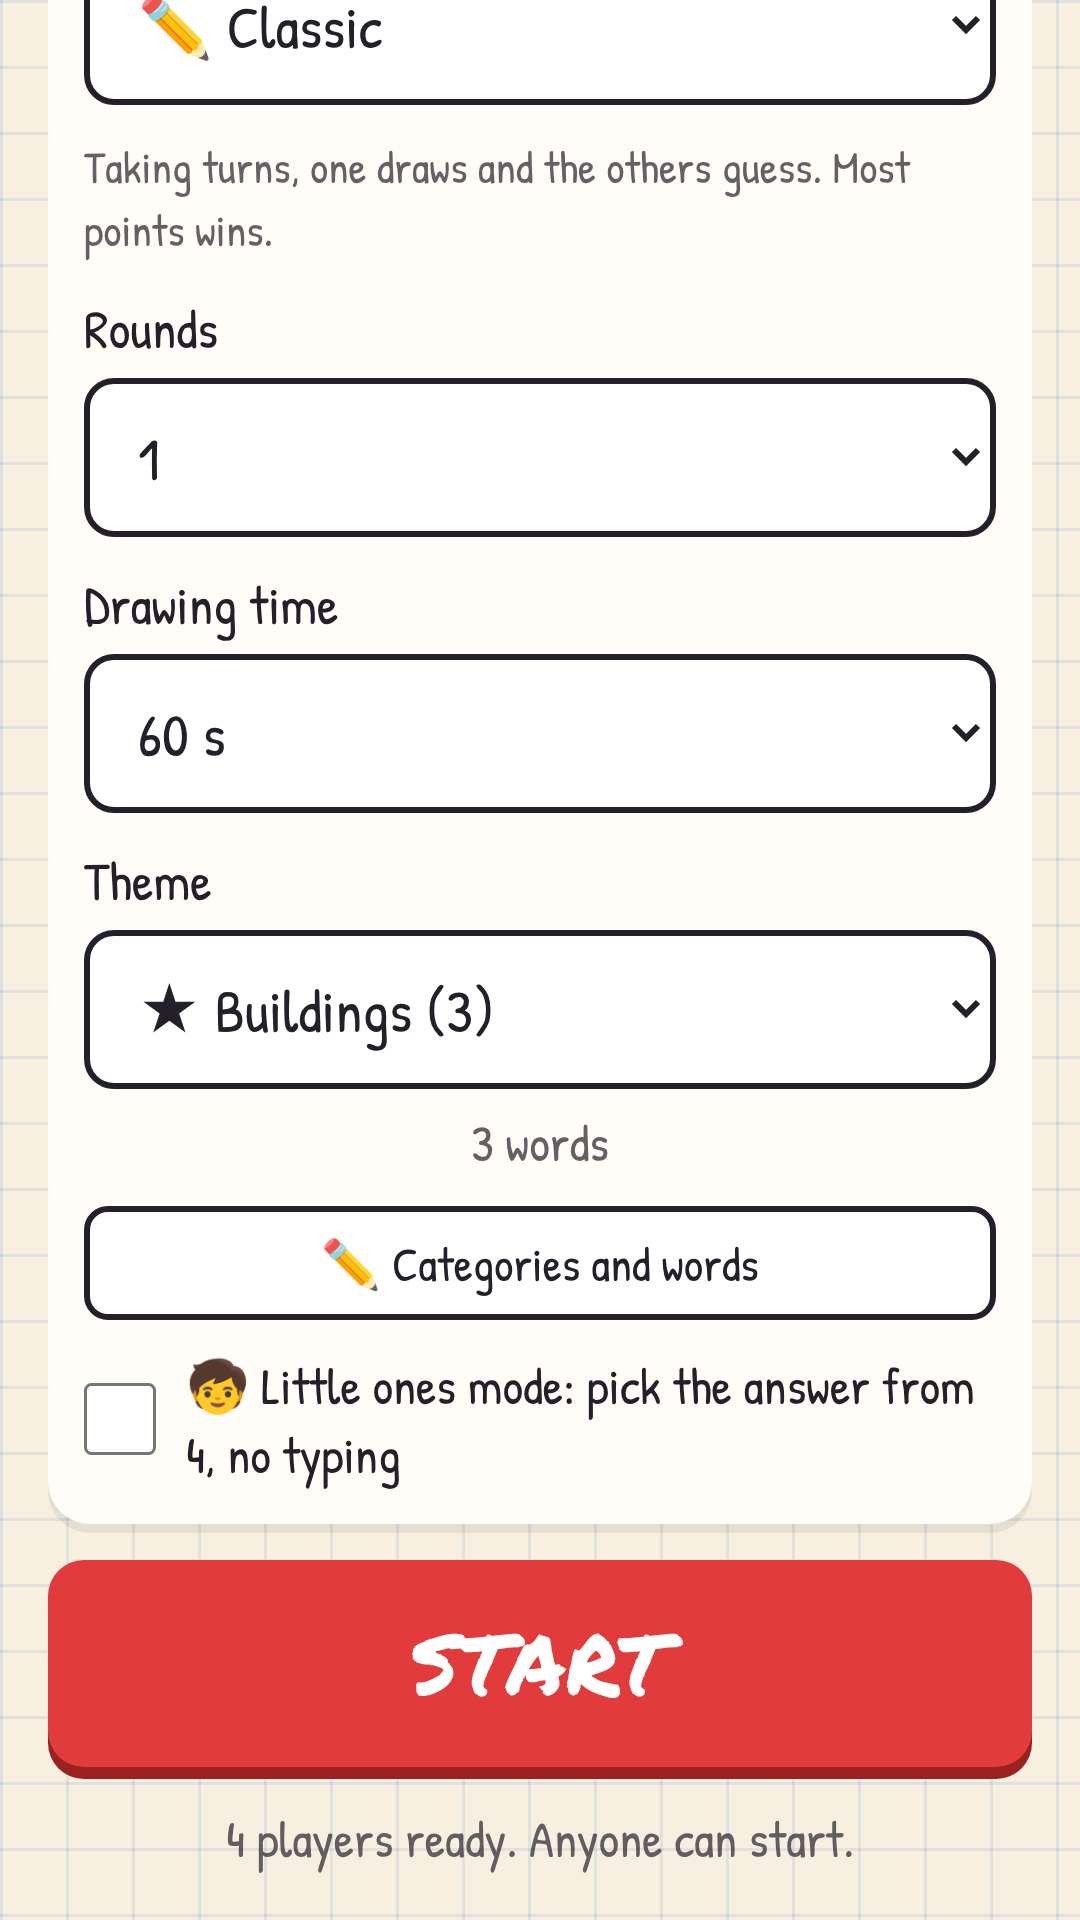 ✏️ Classic
Taking turns, one draws and the others guess. Most
points wins.
Rounds
1
Drawing time
60 s
Theme
★ Buildings (3)
3 words
✏️ Categories and words
🧒 Little ones mode: pick the answer from
4, no typing
START
4 players ready. Anyone can start.